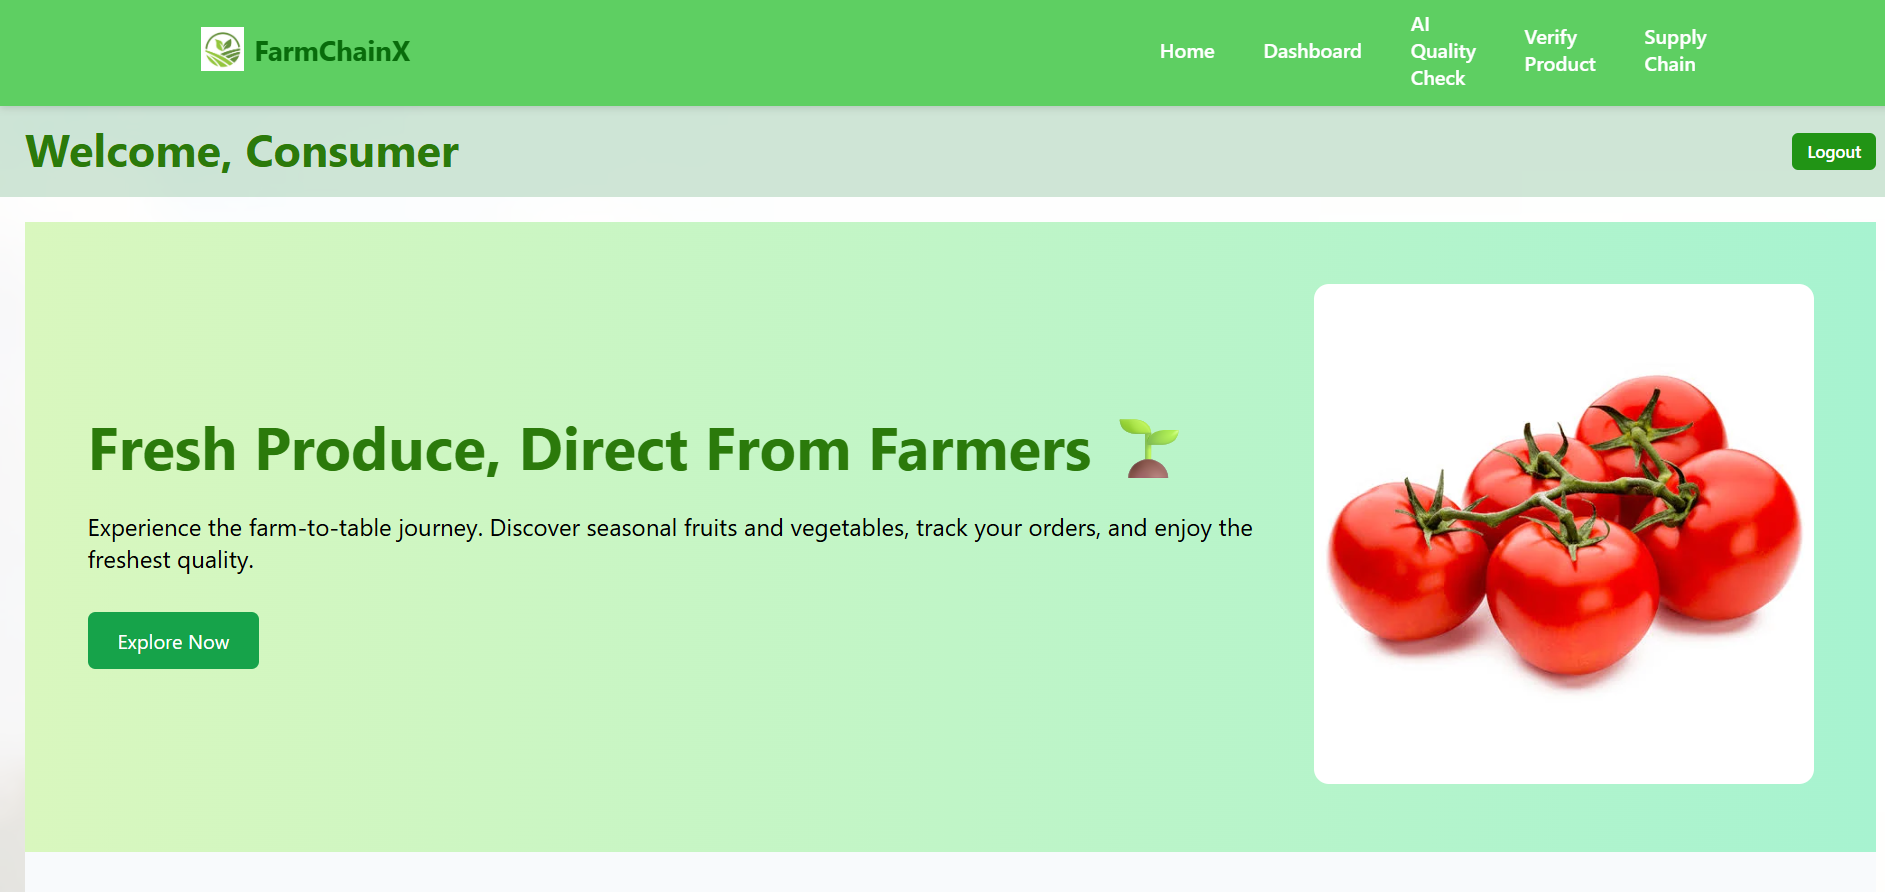 FarmChainX
Home
Dashboard
AI
Quality
Check
Verify
Product
Supply
Chain
Welcome, Consumer
Logout
Fresh Produce, Direct From Farmers 🌱
Experience the farm-to-table journey. Discover seasonal fruits and vegetables, track your orders, and enjoy the
freshest quality.
Explore Now